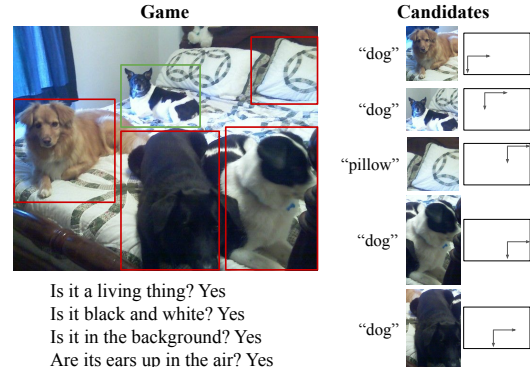 Game
Candidates
“dog”
“dog”
“pillow”
“dog”
“dog”
Is it a living thing? Yes
Is it black and white? Yes
Is it in the background? Yes
Are its ears up in the air? Yes